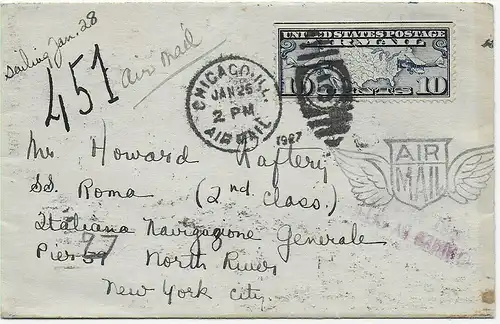 Sailing Jan. 28
451
air mail
CHICAGO, ILL.
JAN 25
2 PM
1927
AIR MAIL
UNITED STATES POSTAGE
AIR MAIL
10 CENTS 10
Mr Howard Raftery
SS. Roma (2nd Class.)
AIR
MAIL
Italiana Navigazione Generale
77
Pier 59 North River
New York City.